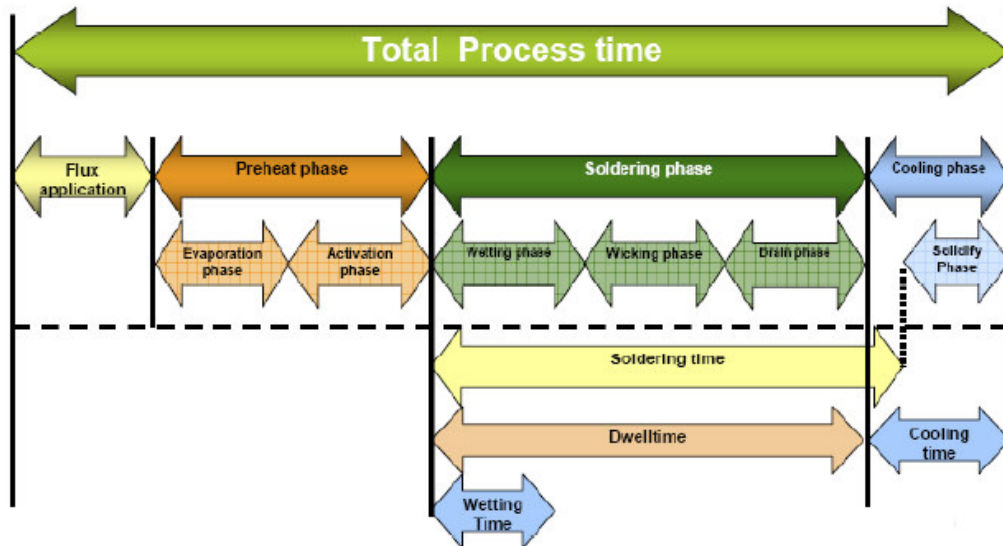 Total Process time
Flux
application
Preheat phase
Soldering phase
Cooling phase
Evaporation
phase
Activation
phase
Wetting phase
Wicking phase
Drain phase
Solidify
Phase
Soldering time
Dwelltime
Cooling
time
Wetting
Time